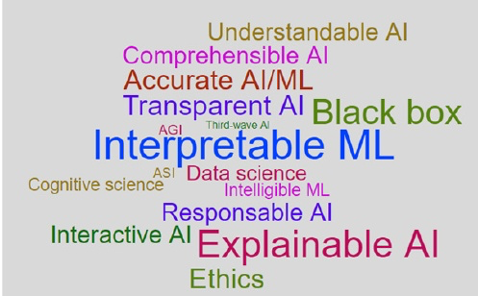 Understandable AI
Comprehensible AI
Accurate AI/ML
Transparent AI
Black box
AGI
Third-wave AI
Interpretable ML
ASI
Data science
Cognitive science
Intelligible ML
Responsable AI
Interactive AI
Explainable AI
Ethics